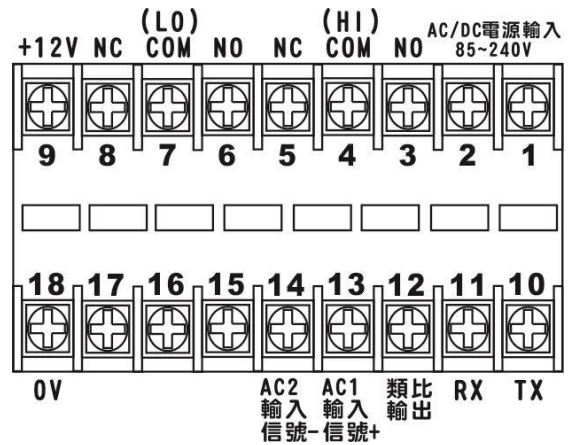 (LO) (HI) AC/DC電源輸入
+12V NC COM NO NC COM NO 85~240V
9 8 7 6 5 4 3 2 1
18 17 16 15 14 13 12 11 10
0V AC2 AC1 類比 RX TX
輸入 輸入 輸出
信號- 信號+